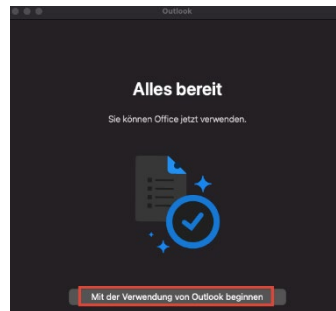 Outlook
Alles bereit
Sie können Office jetzt verwenden.
Mit der Verwendung von Outlook beginnen